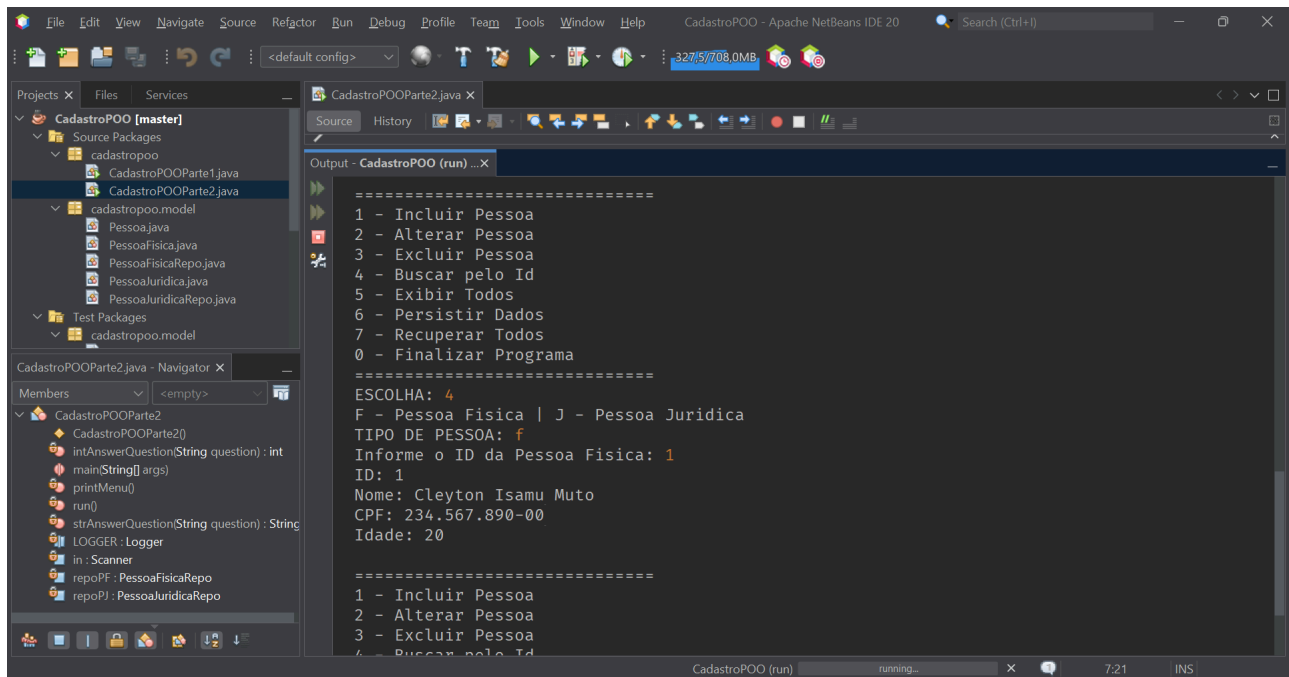 File Edit View Navigate Source Refactor Run Debug Profile Team Tools Window Help CadastroPOO - Apache NetBeans IDE 20 Search (Ctrl+I)
<default config> 327,5/708,0MB
Projects Files Services
CadastroPOO [master]
Source Packages
cadastropoo
CadastroPOOParte1.java
CadastroPOOParte2.java
cadastropoo.model
Pessoa.java
PessoaFisica.java
PessoaFisicaRepo.java
PessoaJuridica.java
PessoaJuridicaRepo.java
Test Packages
cadastropoo.model
CadastroPOOParte2.java - Navigator
Members <empty>
CadastroPOOParte2
CadastroPOOParte2()
intAnswerQuestion(String question) : int
main(String[] args)
printMenu()
run()
strAnswerQuestion(String question) : String
LOGGER : Logger
in : Scanner
repoPF : PessoaFisicaRepo
repoPJ : PessoaJuridicaRepo
CadastroPOOParte2.java
Source History
Output - CadastroPOO (run) ...
==============================
1 - Incluir Pessoa
2 - Alterar Pessoa
3 - Excluir Pessoa
4 - Buscar pelo Id
5 - Exibir Todos
6 - Persistir Dados
7 - Recuperar Todos
0 - Finalizar Programa
==============================
ESCOLHA: 4
F - Pessoa Fisica | J - Pessoa Juridica
TIPO DE PESSOA: f
Informe o ID da Pessoa Fisica: 1
ID: 1
Nome: Cleyton Isamu Muto
CPF: 234.567.890-00
Idade: 20
==============================
1 - Incluir Pessoa
2 - Alterar Pessoa
3 - Excluir Pessoa
4 - Buscar pelo Id
CadastroPOO (run) running... 7:21 INS